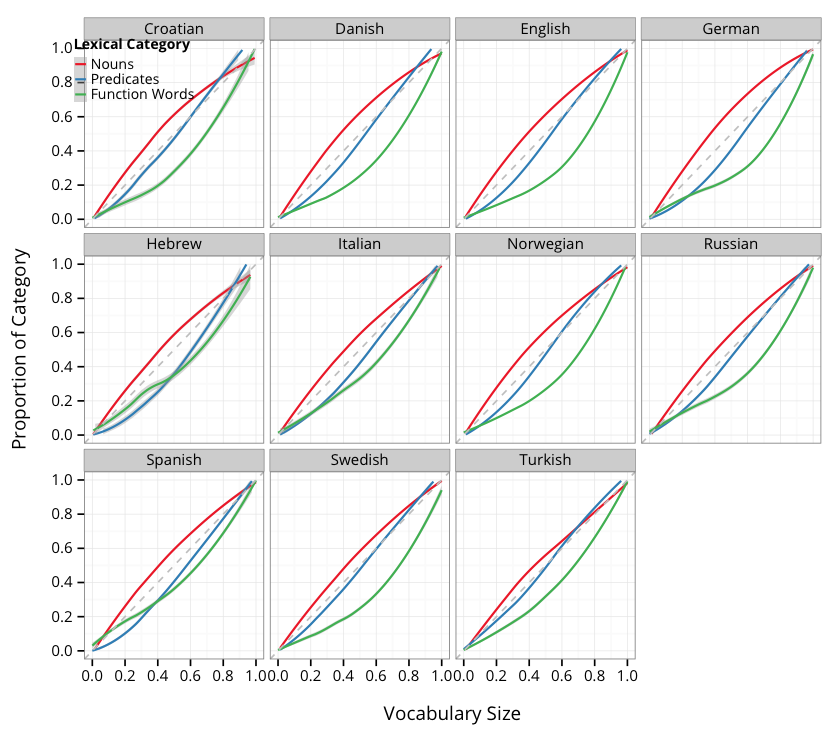 Croatian Danish English German
Lexical Category
Nouns
Predicates
Function Words
1.0
0.8
0.6
0.4
0.2
0.0
Hebrew Italian Norwegian Russian
1.0
0.8
0.6
0.4
0.2
0.0
Spanish Swedish Turkish
1.0
0.8
0.6
0.4
0.2
0.0
0.0 0.2 0.4 0.6 0.8 1.0 0.0 0.2 0.4 0.6 0.8 1.0 0.0 0.2 0.4 0.6 0.8 1.0
Vocabulary Size
Proportion of Category